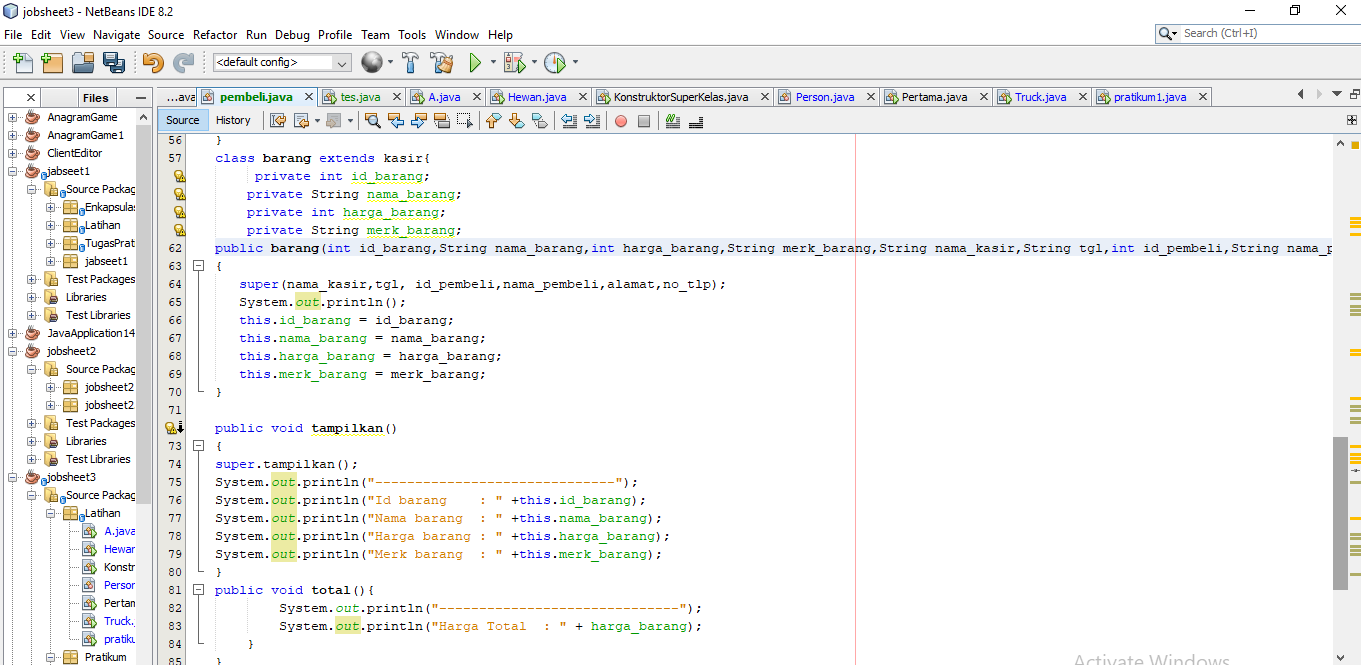 jobsheet3 - NetBeans IDE 8.2
File Edit View Navigate Source Refactor Run Debug Profile Team Tools Window Help
Search (Ctrl+I)
<default config>
Files
...ava pembeli.java tes.java A.java Hewan.java KonstruktorSuperKelas.java Person.java Pertama.java Truck.java pratikum1.java
Source History
AnagramGame
AnagramGame1
ClientEditor
jabseet1
Source Packag
Enkapsulas
Latihan
TugasPrat
jabseet1
Test Packages
Libraries
Test Libraries
JavaApplication14
jobsheet2
Source Packag
jobsheet2
jobsheet2
Test Packages
Libraries
Test Libraries
jobsheet3
Source Packag
Latihan
A.java
Hewar
Konstr
Persor
Pertam
Truck.
pratiku
Pratikum
56 }
57 class barang extends kasir{
private int id_barang;
private String nama_barang;
private int harga_barang;
private String merk_barang;
62 public barang(int id_barang,String nama_barang,int harga_barang,String merk_barang,String nama_kasir,String tgl,int id_pembeli,String nama_p
63 {
64 super(nama_kasir,tgl, id_pembeli,nama_pembeli,alamat,no_tlp);
65 System.out.println();
66 this.id_barang = id_barang;
67 this.nama_barang = nama_barang;
68 this.harga_barang = harga_barang;
69 this.merk_barang = merk_barang;
70 }
71
public void tampilkan()
73 {
74 super.tampilkan();
75 System.out.println("------------------------------");
76 System.out.println("Id barang    : " +this.id_barang);
77 System.out.println("Nama barang  : " +this.nama_barang);
78 System.out.println("Harga barang : " +this.harga_barang);
79 System.out.println("Merk barang  : " +this.merk_barang);
80 }
81 public void total(){
82 System.out.println("------------------------------");
83 System.out.println("Harga Total  : " + harga_barang);
84 }
85 }
Activate Windows